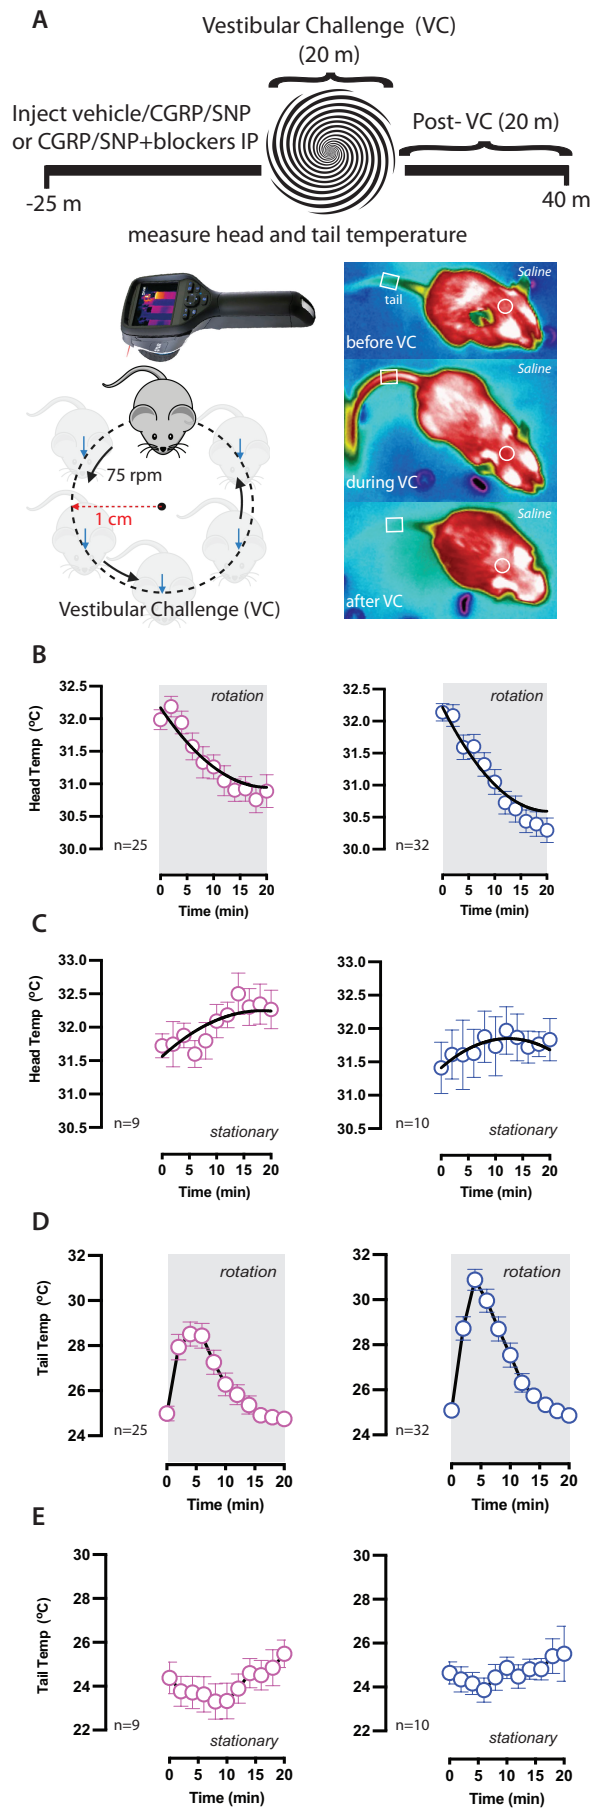 A
Vestibular Challenge (VC)
(20 m)
Inject vehicle/CGRP/SNP
or CGRP/SNP+blockers IP
Post- VC (20 m)
-25 m
40 m
measure head and tail temperature
Saline
tail
before VC
Saline
during VC
Saline
after VC
75 rpm
1 cm
Vestibular Challenge (VC)
B
32.5
32.0
31.5
31.0
30.5
30.0
Head Temp (ºC)
rotation
n=25
0 5 10 15 20
Time (min)
32.5
32.0
31.5
31.0
30.5
30.0
rotation
n=32
0 5 10 15 20
Time (min)
C
33.0
32.5
32.0
31.5
31.0
30.5
Head Temp (ºC)
n=9
stationary
0 5 10 15 20
Time (min)
33.0
32.5
32.0
31.5
31.0
30.5
n=10
stationary
0 5 10 15 20
Time (min)
D
32
30
28
26
24
Tail Temp (ºC)
rotation
n=25
0 5 10 15 20
Time (min)
32
30
28
26
24
rotation
n=32
0 5 10 15 20
Time (min)
E
30
28
26
24
22
Tail Temp (ºC)
n=9
stationary
0 5 10 15 20
Time (min)
30
28
26
24
22
n=10
stationary
0 5 10 15 20
Time (min)